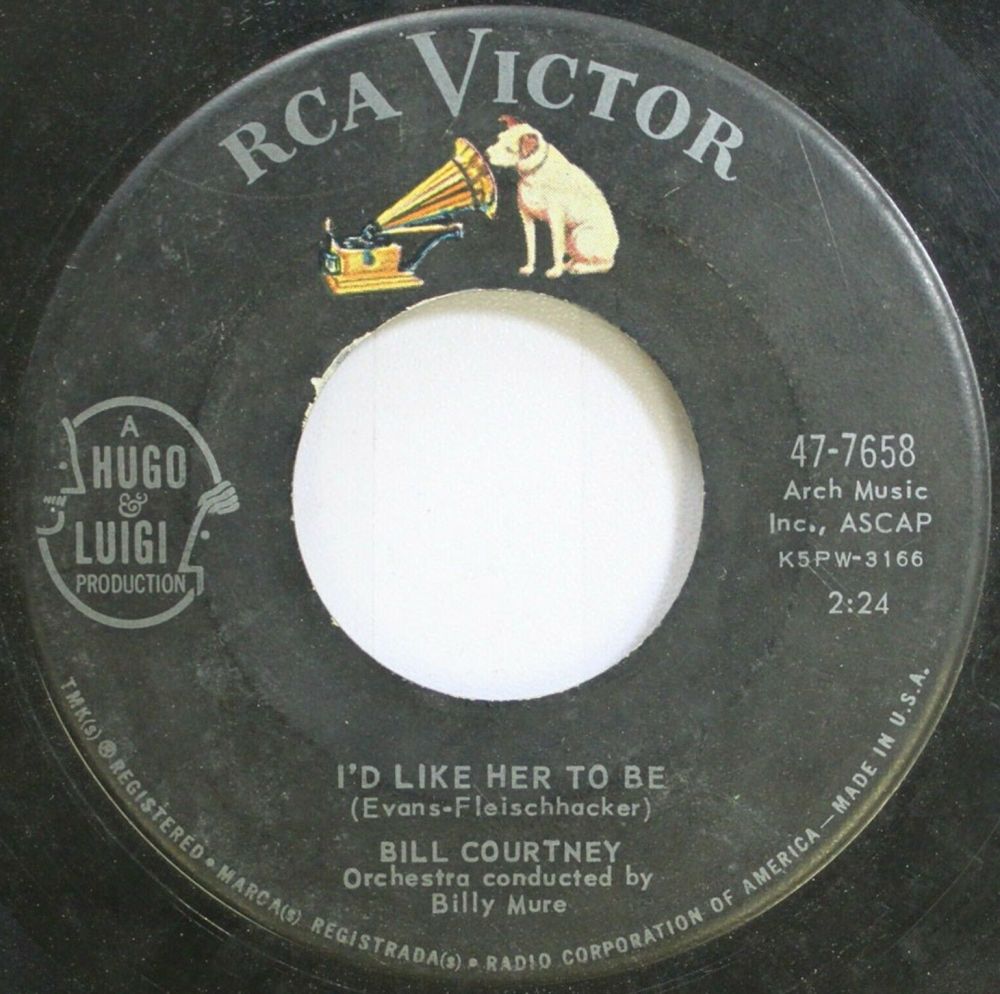 RCA VICTOR
A
HUGO
&
LUIGI
PRODUCTION
47-7658
Arch Music
Inc., ASCAP
K5PW-3166
2:24
I'D LIKE HER TO BE
(Evans-Fleischhacker)
BILL COURTNEY
Orchestra conducted by
Billy Mure
TMK(s) ® REGISTERED • MARCA(s) REGISTRADA(s) • RADIO CORPORATION OF AMERICA—MADE IN U.S.A.